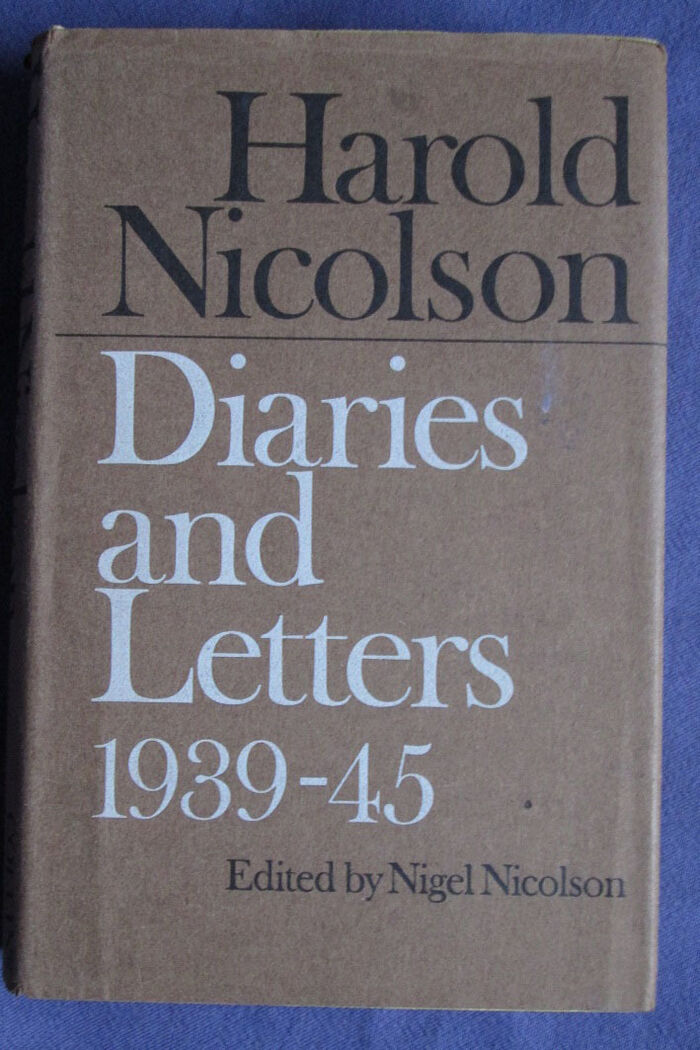 Harold
Nicolson
Diaries
and
Letters
1939-45
Edited by Nigel Nicolson